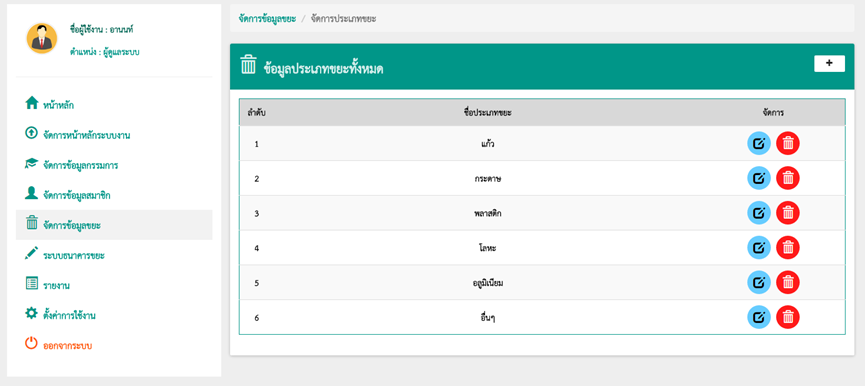 ชื่อผู้ใช้งาน : อานนท์
ตำแหน่ง : ผู้ดูแลระบบ
หน้าหลัก
จัดการหน้าหลักระบบงาน
จัดการข้อมูลกรรมการ
จัดการข้อมูลสมาชิก
จัดการข้อมูลขยะ
ระบบธนาคารขยะ
รายงาน
ตั้งค่าการใช้งาน
ออกจากระบบ
จัดการข้อมูลขยะ / จัดการประเภทขยะ
ข้อมูลประเภทขยะทั้งหมด +
ลำดับ ชื่อประเภทขยะ จัดการ
1 แก้ว
2 กระดาษ
3 พลาสติก
4 โลหะ
5 อลูมิเนียม
6 อื่นๆ